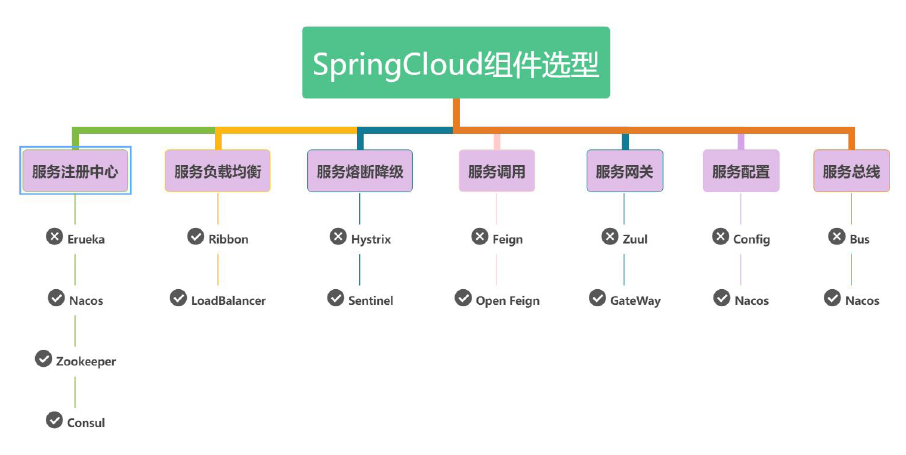 SpringCloud组件选型
服务注册中心
服务负载均衡
服务熔断降级
服务调用
服务网关
服务配置
服务总线
Erueka
Ribbon
Hystrix
Feign
Zuul
Config
Bus
Nacos
LoadBalancer
Sentinel
Open Feign
GateWay
Nacos
Nacos
Zookeeper
Consul